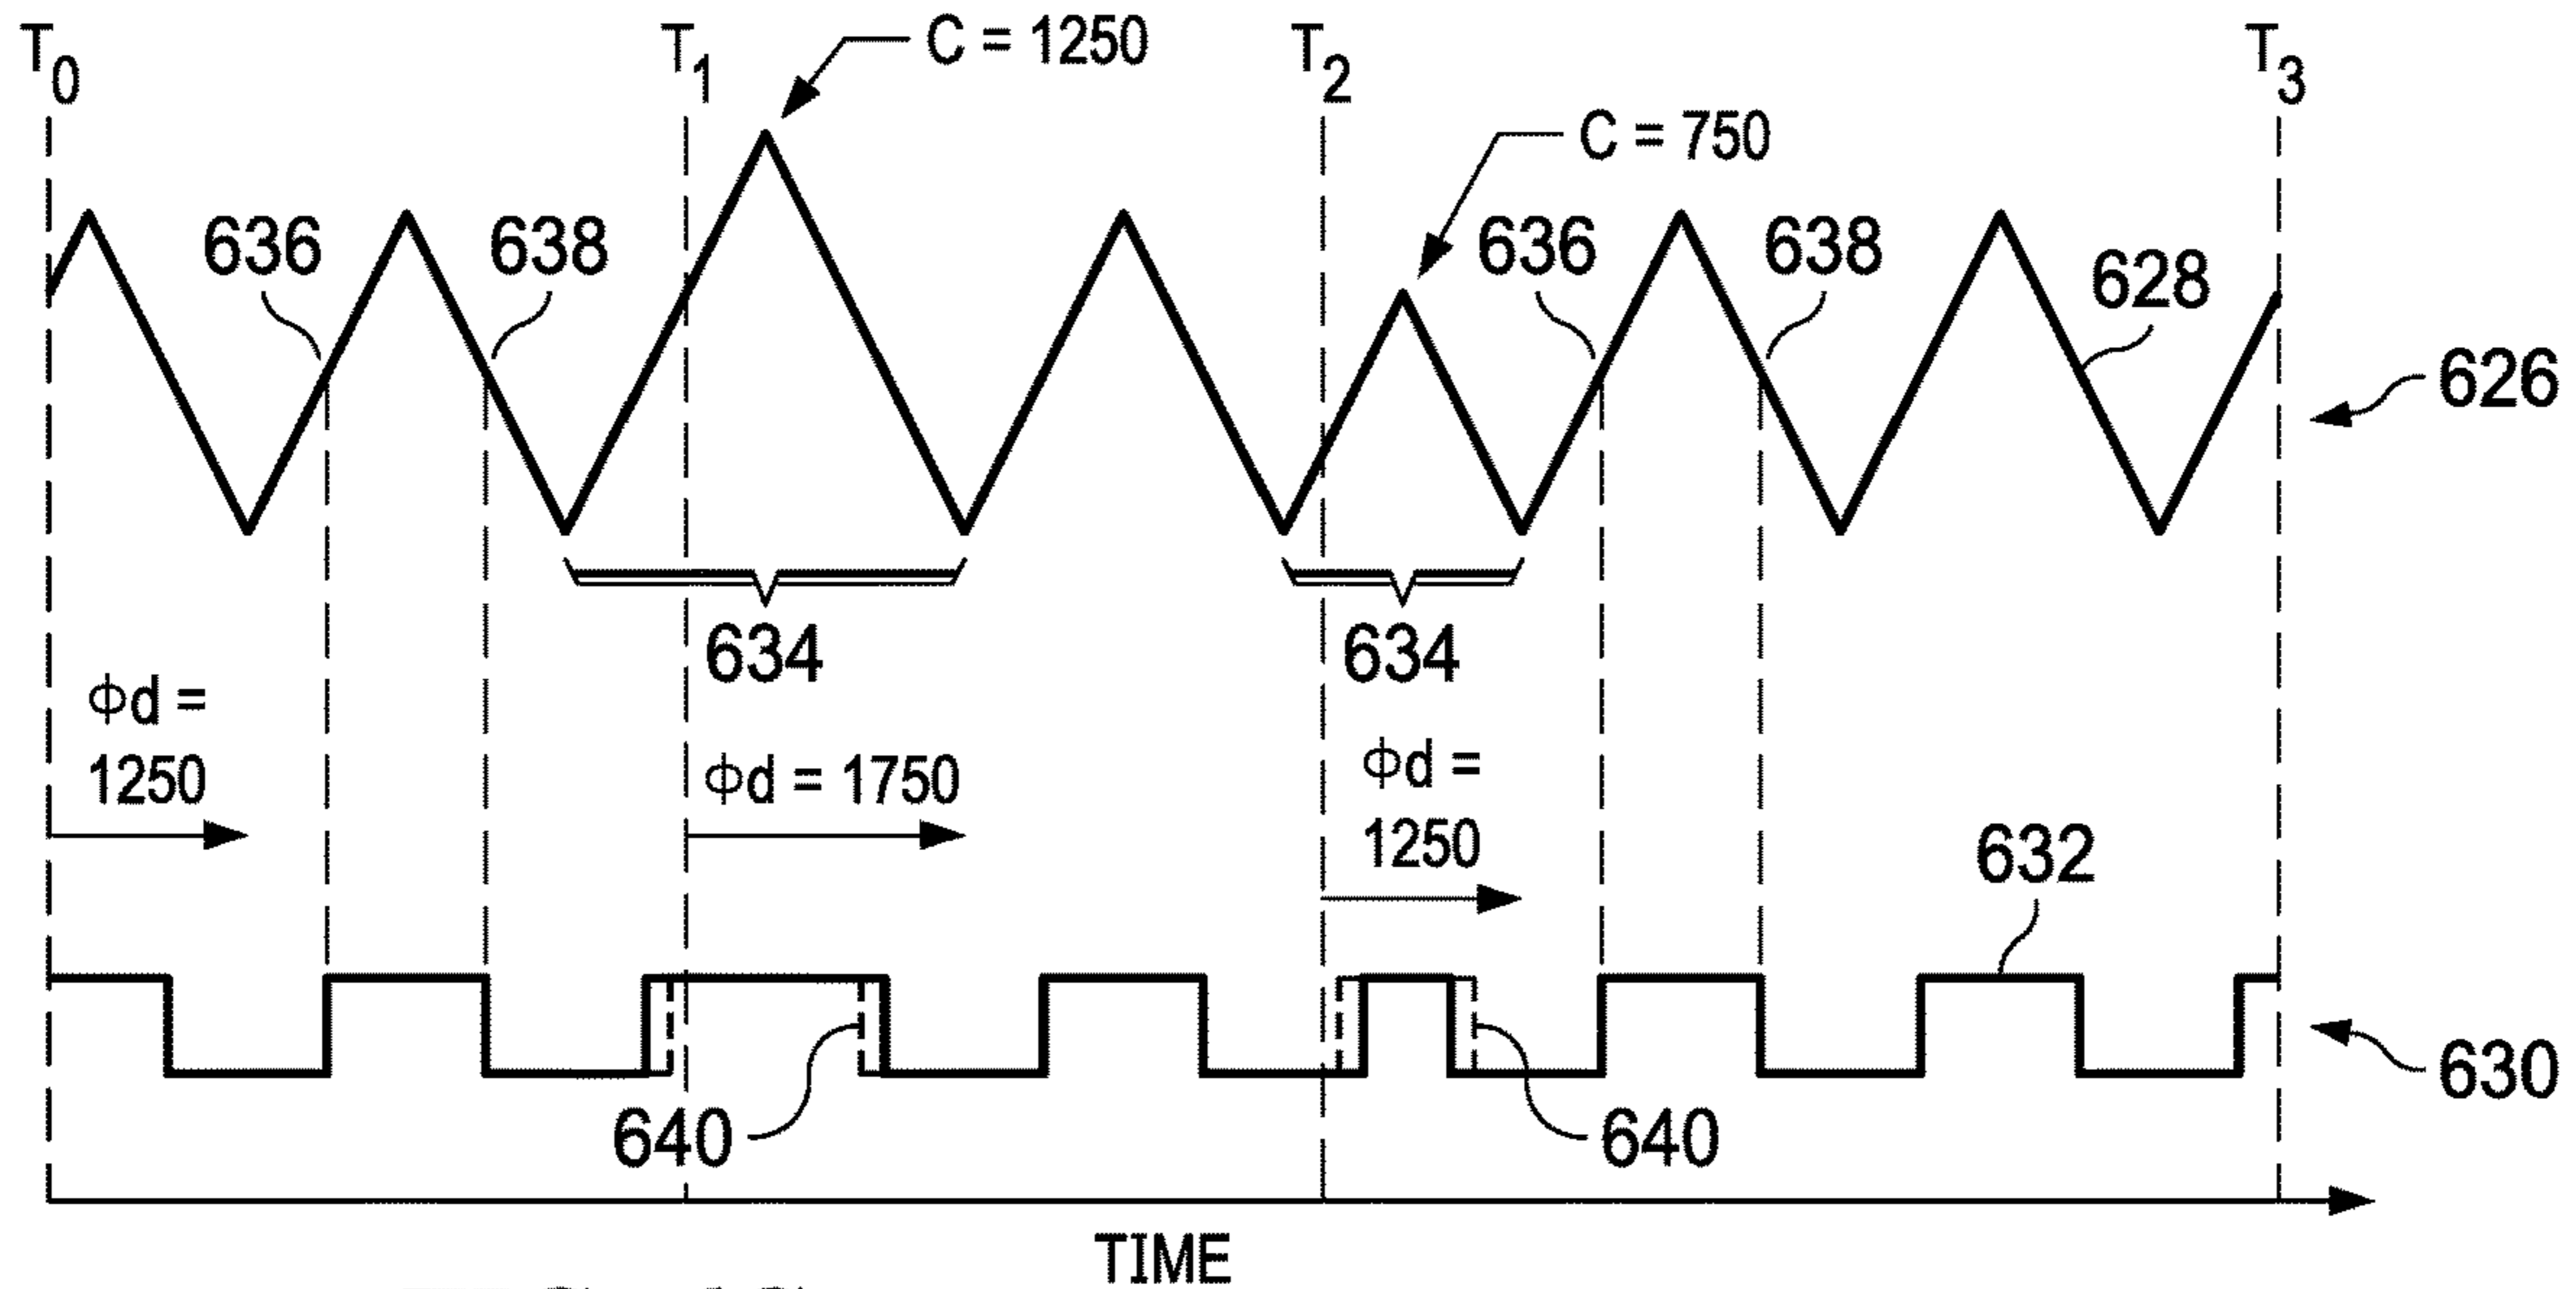 T0
T1
T2
T3
C = 1250
C = 750
636
638
636
638
628
626
634
634
Φd =
1250
Φd = 1750
Φd =
1250
632
640
640
630
TIME